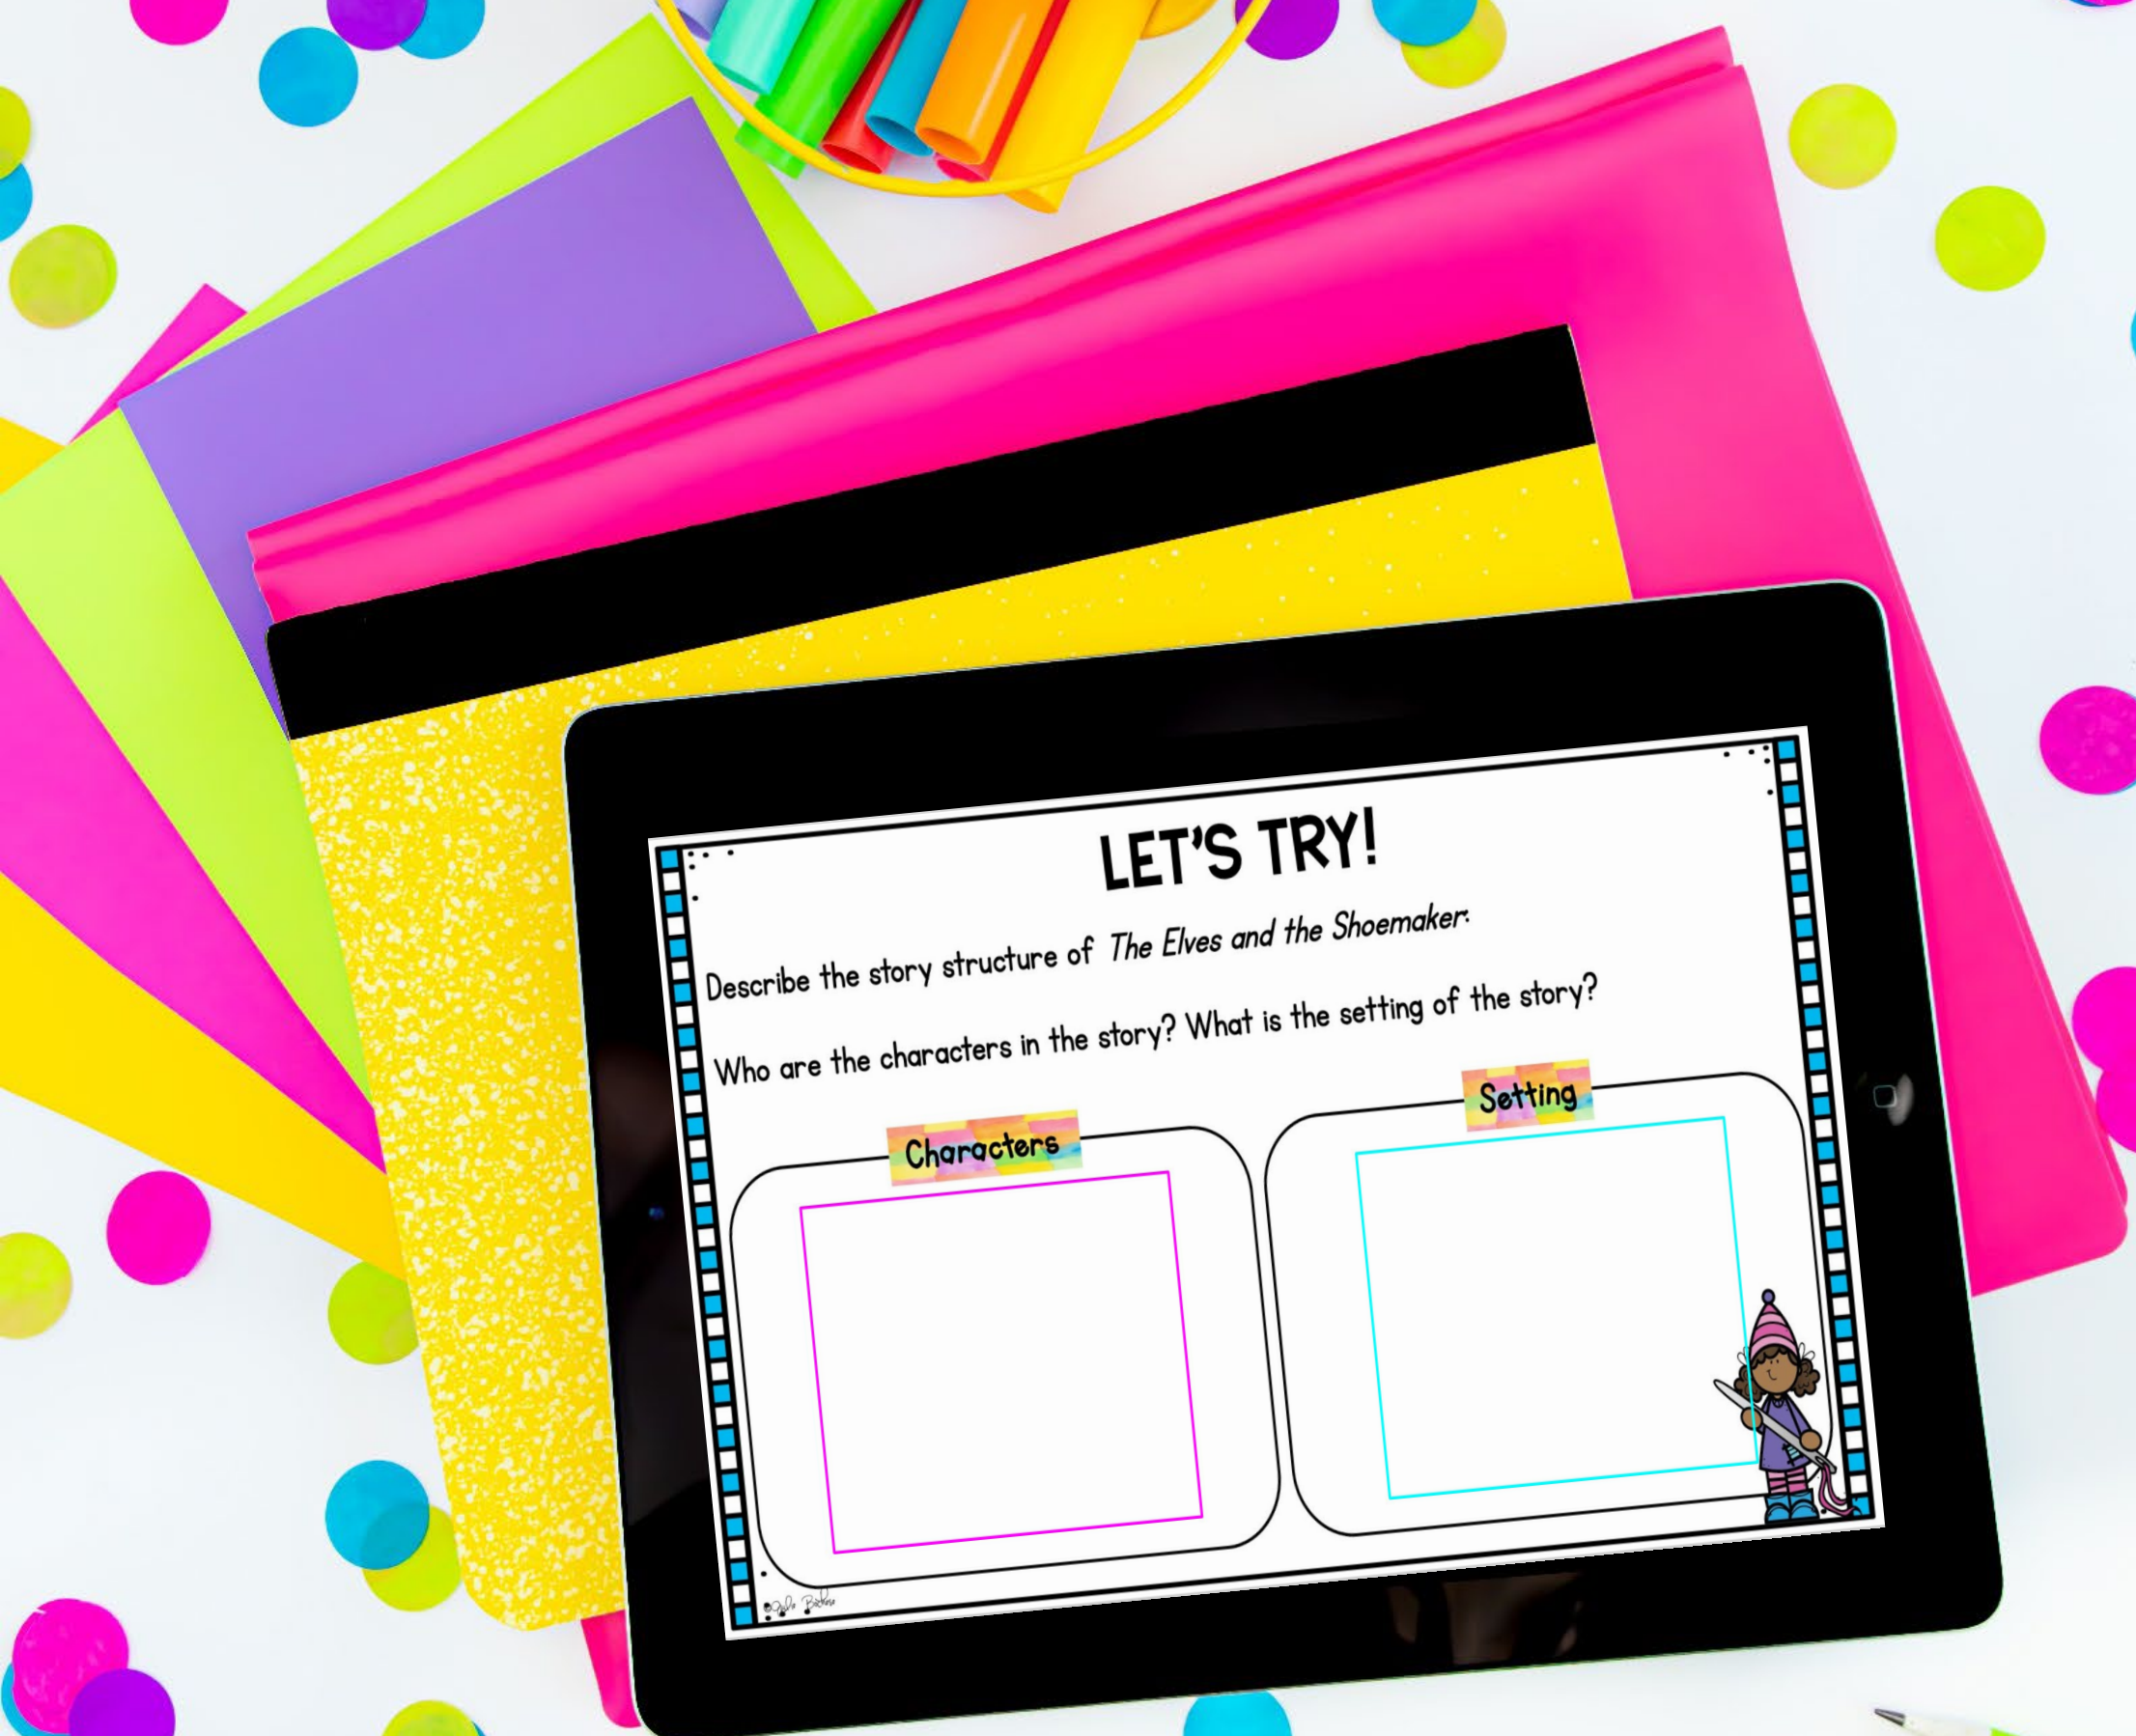 LET'S TRY!
Describe the story structure of The Elves and the Shoemaker:
Who are the characters in the story? What is the setting of the story?
Characters
Setting